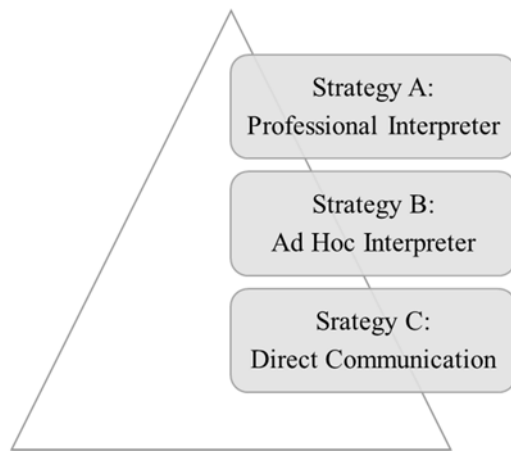 Strategy A:
Professional Interpreter
Strategy B:
Ad Hoc Interpreter
Srategy C:
Direct Communication